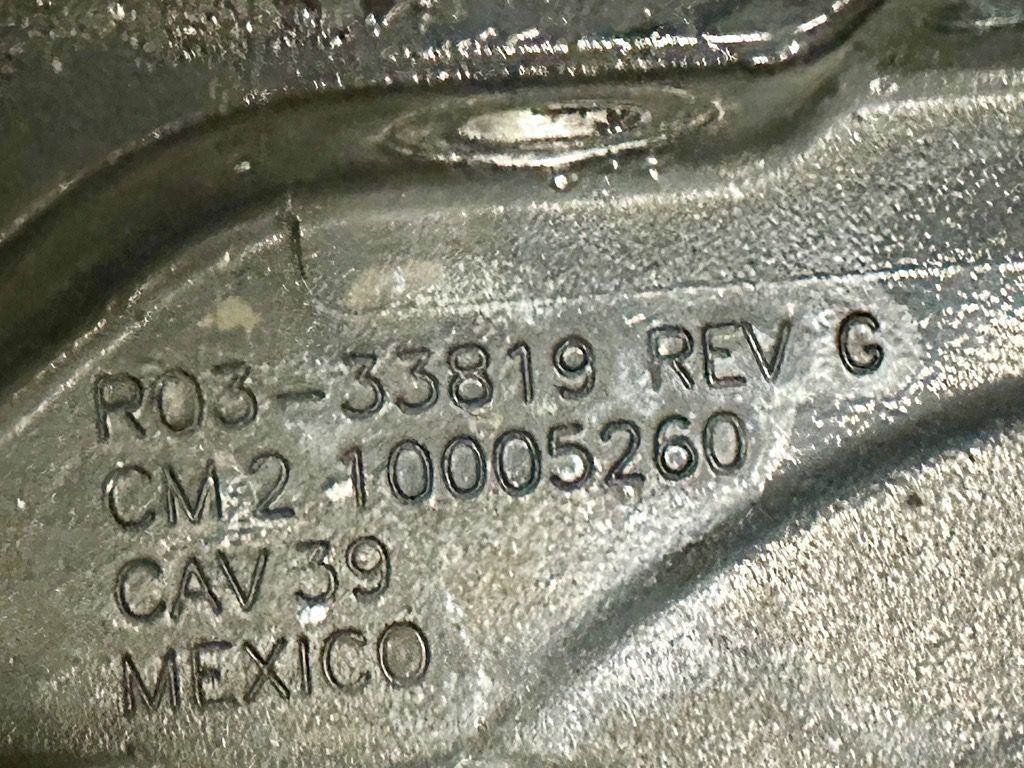 R03-33819 REV G
CM 2 10005260
CAV 39
MEXICO